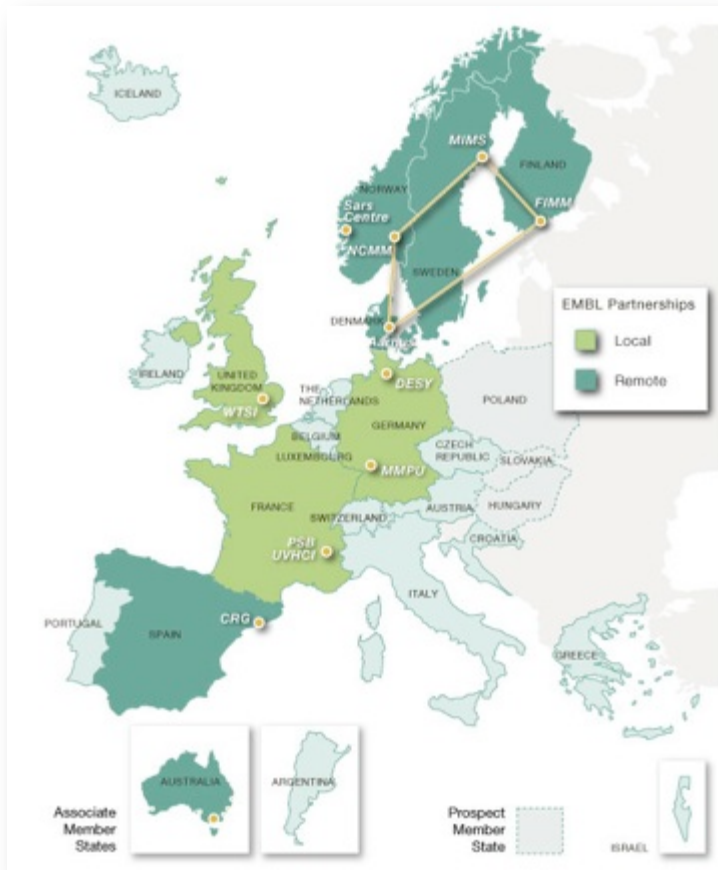 ICELAND
MIMS
FINLAND
NORWAY
FIMM
Sars
Centre
NCMM
SWEDEN
DENMARK
Aarhus
EMBL Partnerships
Local
Remote
IRELAND
UNITED
KINGDOM
WTSI
THE
NETHERLANDS
DESY
POLAND
GERMANY
BELGIUM
LUXEMBOURG
CZECH
REPUBLIC
SLOVAKIA
MMPU
FRANCE
SWITZERLAND
AUSTRIA
HUNGARY
CROATIA
PSB
UVHCI
ITALY
PORTUGAL
SPAIN
CRG
GREECE
AUSTRALIA
ARGENTINA
Associate
Member
States
Prospect
Member
State
ISRAEL